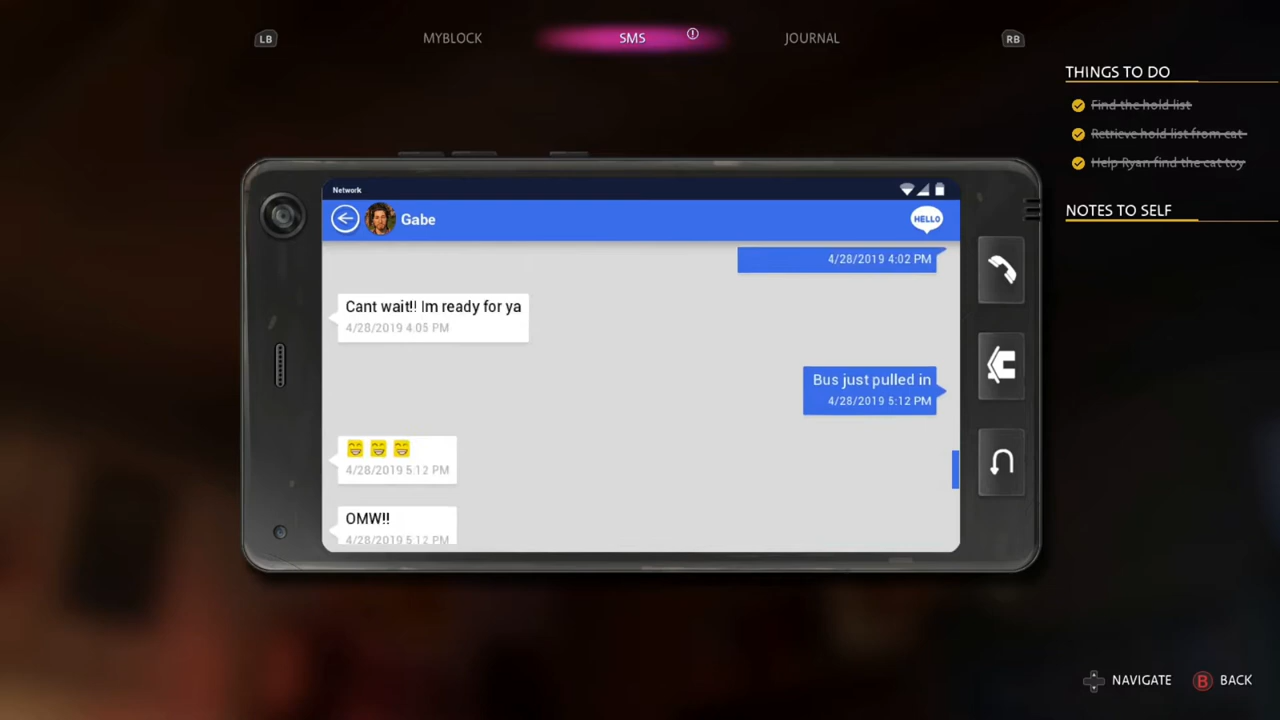 LB
MYBLOCK
SMS
JOURNAL
RB
THINGS TO DO
Find the hold list
Retrieve hold list from cat
Help Ryan find the cat toy
NOTES TO SELF
Network
Gabe
HELLO
4/28/2019 4:02 PM
Cant wait!! Im ready for ya
4/28/2019 4:05 PM
Bus just pulled in
4/28/2019 5:12 PM
4/28/2019 5:12 PM
OMW!!
4/28/2019 5:12 PM
NAVIGATE
B BACK